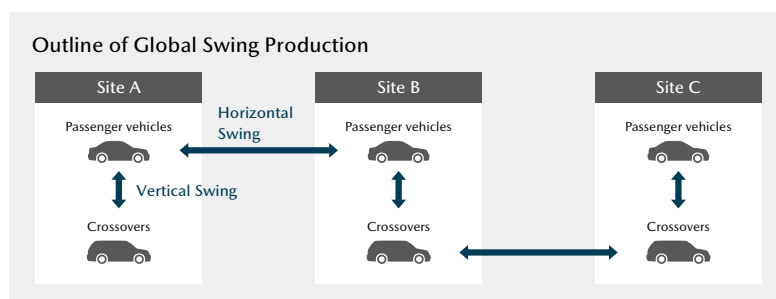 Outline of Global Swing Production
Site A
Site B
Site C
Passenger vehicles
Horizontal
Swing
Passenger vehicles
Passenger vehicles
Vertical Swing
Crossovers
Crossovers
Crossovers